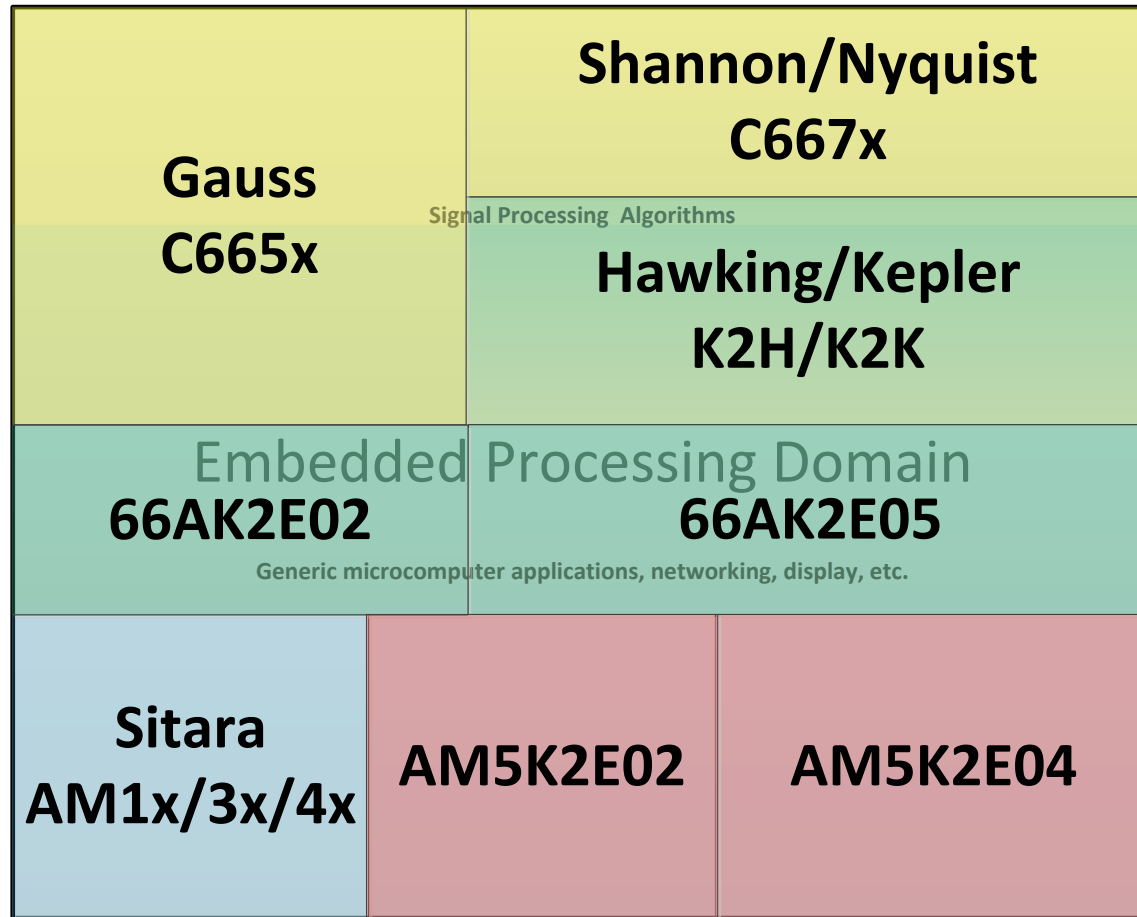 Shannon/Nyquist
C667x
Gauss
C665x
Signal Processing Algorithms
Hawking/Kepler
K2H/K2K
Embedded Processing Domain
66AK2E02
66AK2E05
Generic microcomputer applications, networking, display, etc.
Sitara
AM1x/3x/4x
AM5K2E02
AM5K2E04